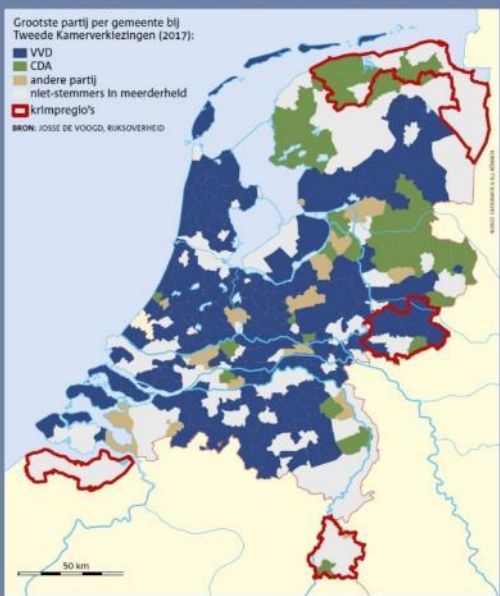 Grootste partij per gemeente bij
Tweede Kamerverkiezingen (2017):
VVD
CDA
andere partij
niet-stemmers in meerderheid
krimpregio's
BRON: JOSSE DE VOOGD, RIJKSOVERHEID
50 km